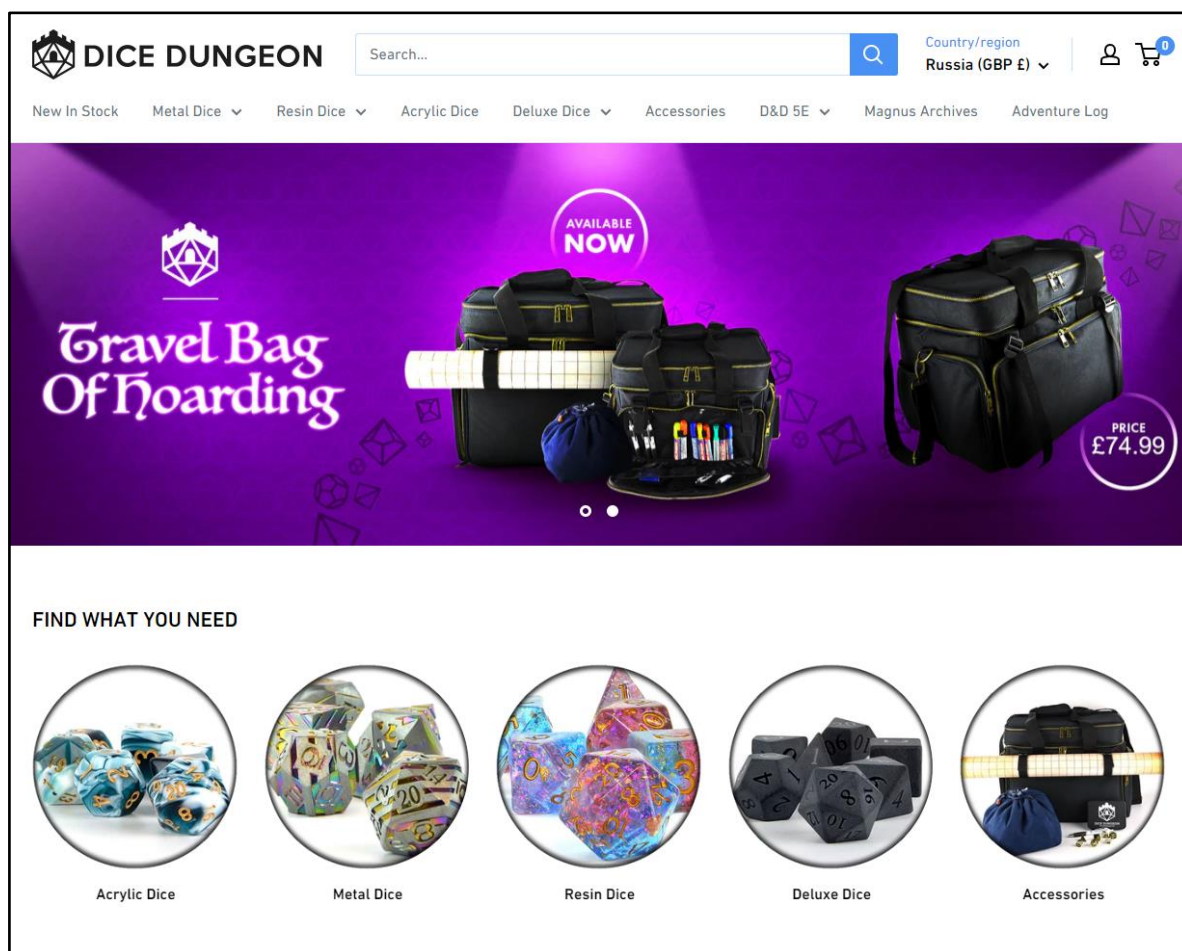 DICE DUNGEON
Search...
Country/region
Russia (GBP £)
0
New In Stock
Metal Dice
Resin Dice
Acrylic Dice
Deluxe Dice
Accessories
D&D 5E
Magnus Archives
Adventure Log
AVAILABLE
NOW
Travel Bag
Of Hoarding
PRICE
£74.99
FIND WHAT YOU NEED
Acrylic Dice
Metal Dice
Resin Dice
Deluxe Dice
Accessories